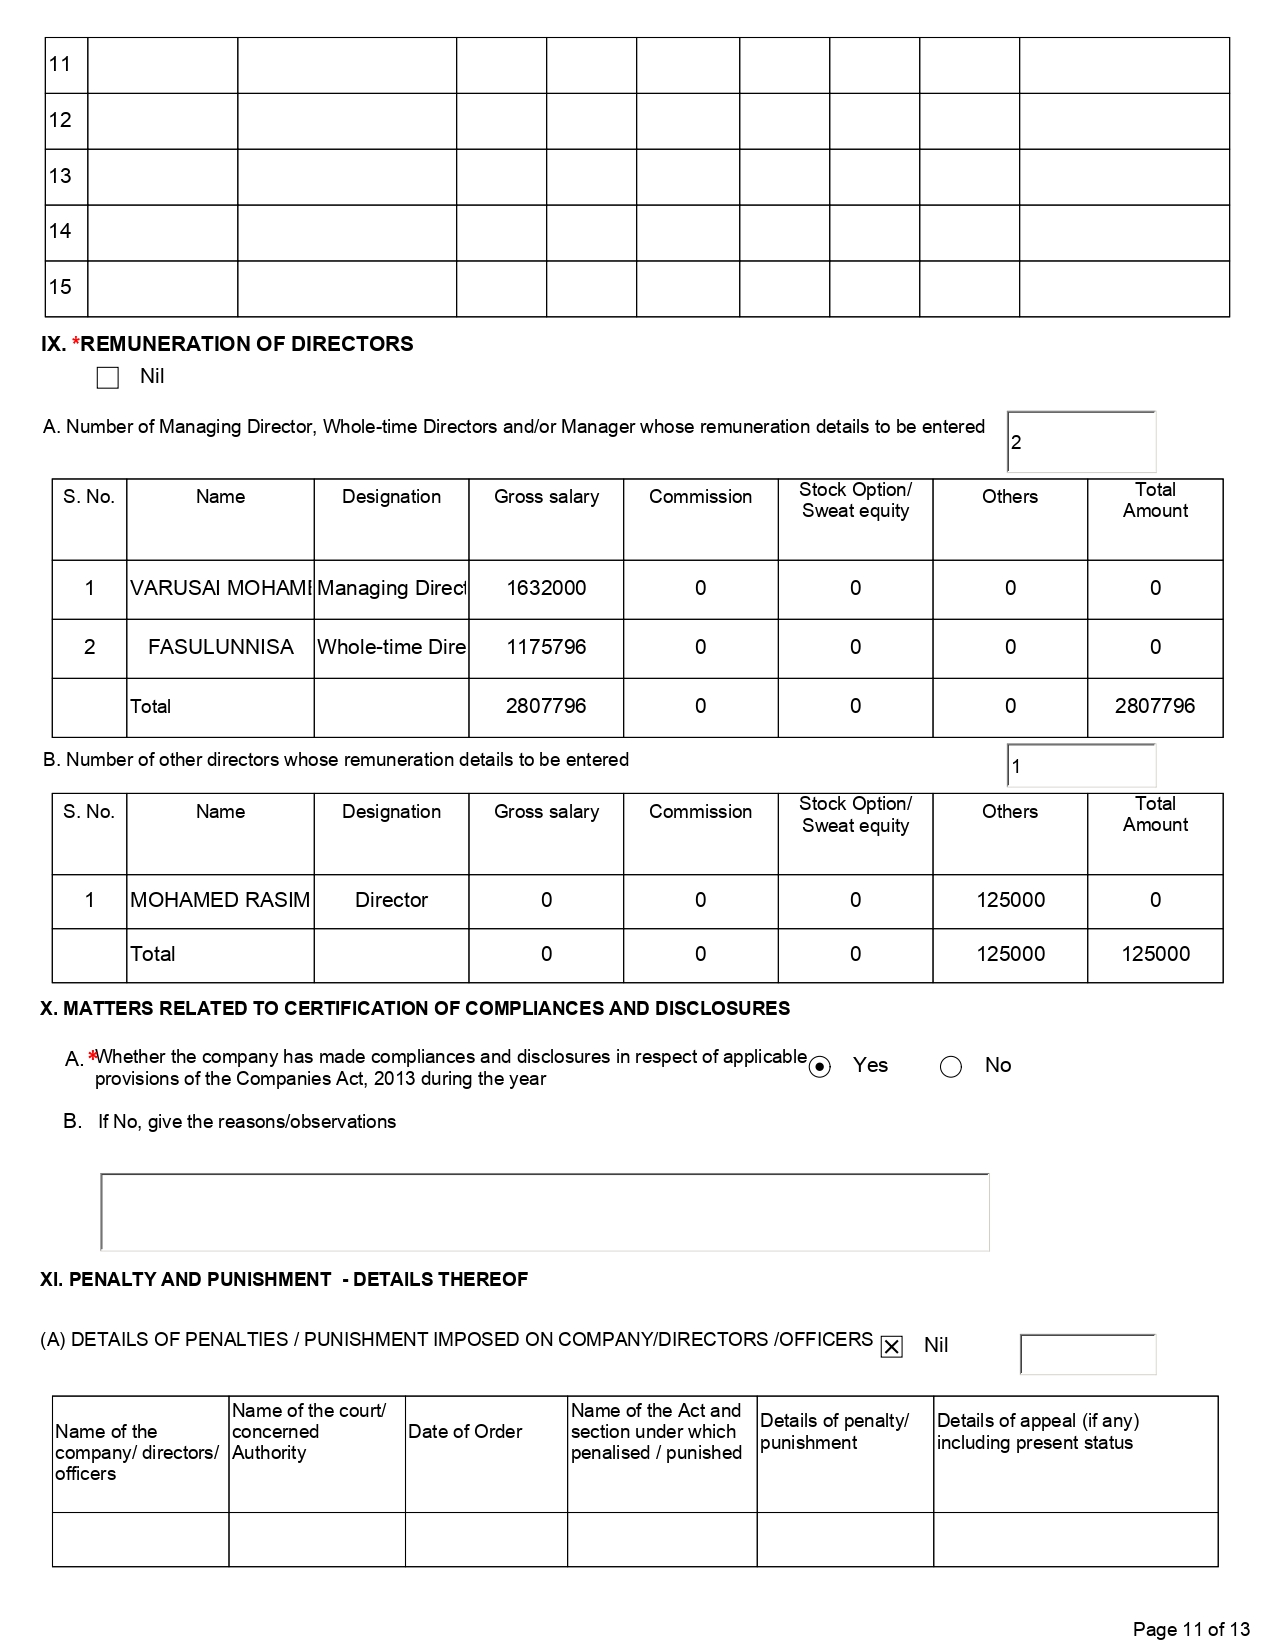 11
12
13
14
15
IX. *REMUNERATION OF DIRECTORS
Nil
A. Number of Managing Director, Whole-time Directors and/or Manager whose remuneration details to be entered
2
S. No. Name Designation Gross salary Commission Stock Option/ Sweat equity Others Total Amount
1 VARUSAI MOHAME Managing Direct 1632000 0 0 0 0
2 FASULUNNISA Whole-time Dire 1175796 0 0 0 0
Total 2807796 0 0 0 2807796
B. Number of other directors whose remuneration details to be entered
1
S. No. Name Designation Gross salary Commission Stock Option/ Sweat equity Others Total Amount
1 MOHAMED RASIM Director 0 0 0 125000 0
Total 0 0 0 125000 125000
X. MATTERS RELATED TO CERTIFICATION OF COMPLIANCES AND DISCLOSURES
A. *Whether the company has made compliances and disclosures in respect of applicable Yes No
provisions of the Companies Act, 2013 during the year
B. If No, give the reasons/observations
XI. PENALTY AND PUNISHMENT - DETAILS THEREOF
(A) DETAILS OF PENALTIES / PUNISHMENT IMPOSED ON COMPANY/DIRECTORS /OFFICERS Nil
Name of the company/ directors/ officers
Name of the court/ concerned Authority
Date of Order
Name of the Act and section under which penalised / punished
Details of penalty/ punishment
Details of appeal (if any) including present status
Page 11 of 13